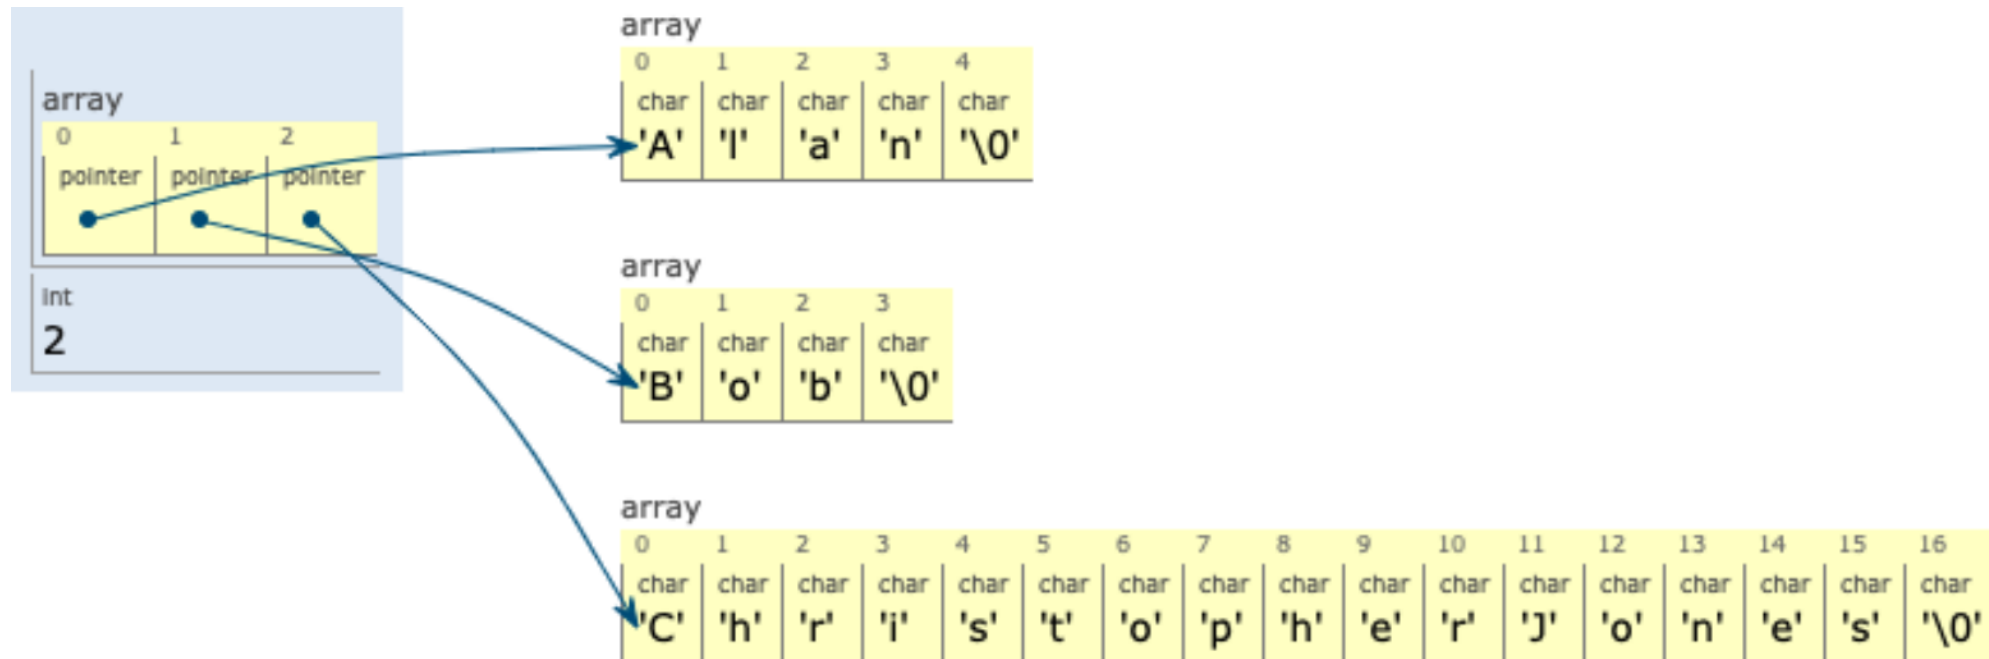 array
0 1 2
pointer pointer pointer
int
2
array
0 1 2 3 4
char char char char char
'A' 'l' 'a' 'n' '\0'
array
0 1 2 3
char char char char
'B' 'o' 'b' '\0'
array
0 1 2 3 4 5 6 7 8 9 10 11 12 13 14 15 16
char char char char char char char char char char char char char char char char char
'C' 'h' 'r' 'i' 's' 't' 'o' 'p' 'h' 'e' 'r' 'J' 'o' 'n' 'e' 's' '\0'